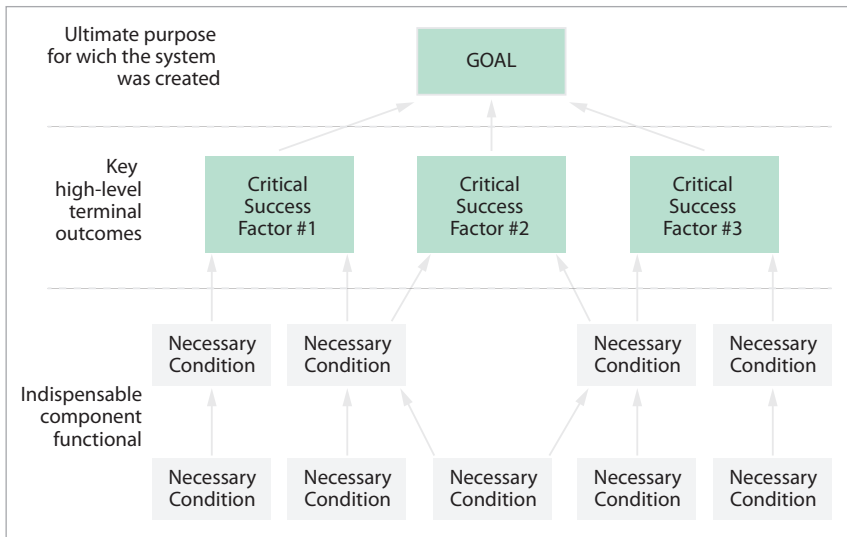 Ultimate purpose
for wich the system
was created
GOAL
Key
high-level
terminal
outcomes
Critical
Success
Factor #1
Critical
Success
Factor #2
Critical
Success
Factor #3
Necessary
Condition
Necessary
Condition
Necessary
Condition
Necessary
Condition
Indispensable
component
functional
Necessary
Condition
Necessary
Condition
Necessary
Condition
Necessary
Condition
Necessary
Condition